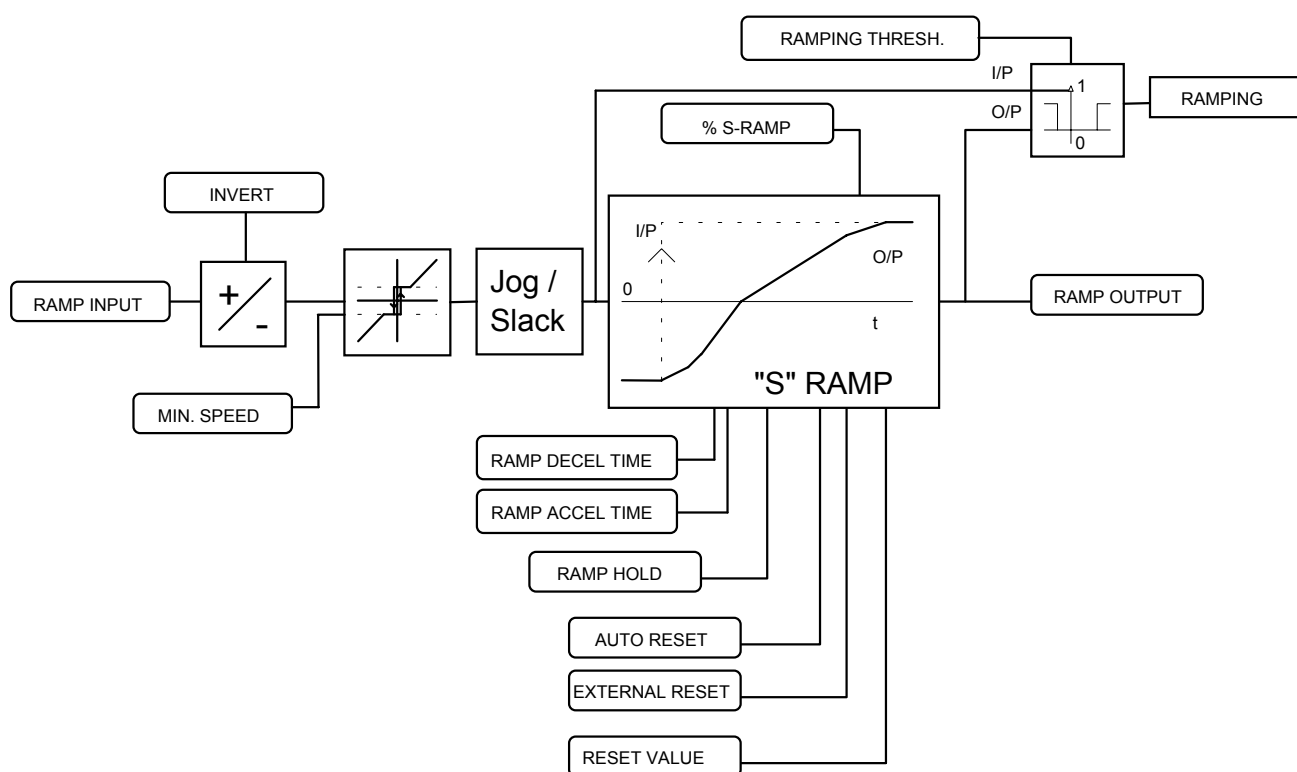 RAMPING THRESH.
I/P
1
RAMPING
O/P
0
% S-RAMP
INVERT
I/P
O/P
0
+
-
Jog /
Slack
RAMP INPUT
RAMP OUTPUT
t
"S" RAMP
MIN. SPEED
RAMP DECEL TIME
RAMP ACCEL TIME
RAMP HOLD
AUTO RESET
EXTERNAL RESET
RESET VALUE